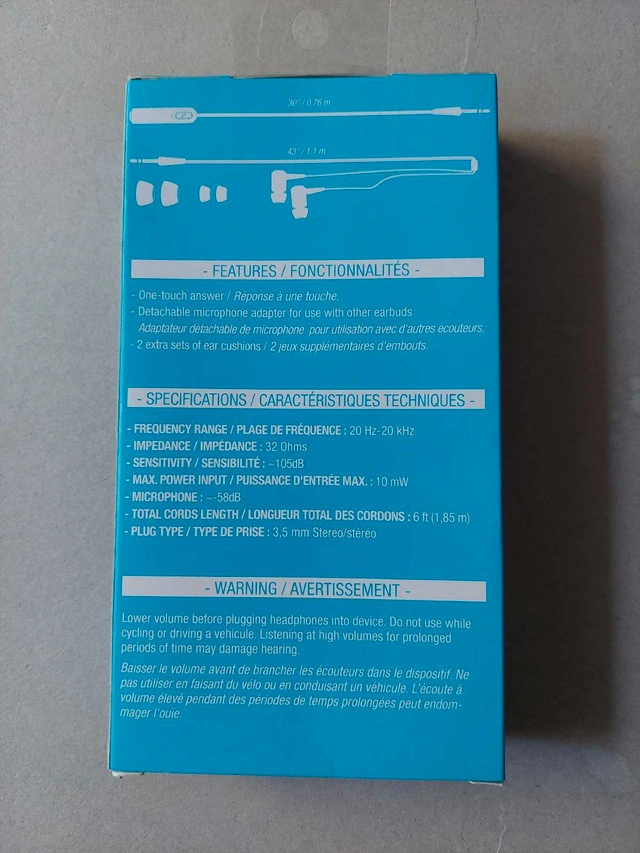 30" / 0.76 m
43" / 1.1 m
- FEATURES / FONCTIONNALITÉS -
- One-touch answer / Réponse à une touche.
- Detachable microphone adapter for use with other earbuds
Adaptateur détachable de microphone pour utilisation avec d'autres écouteurs.
- 2 extra sets of ear cushions / 2 jeux supplémentaires d'embouts.
- SPECIFICATIONS / CARACTÉRISTIQUES TECHNIQUES -
- FREQUENCY RANGE / PLAGE DE FRÉQUENCE : 20 Hz-20 kHz
- IMPEDANCE / IMPÉDANCE : 32 Ohms
- SENSITIVITY / SENSIBILITÉ : ~105dB
- MAX. POWER INPUT / PUISSANCE D'ENTRÉE MAX. : 10 mW
- MICROPHONE : ~-58dB
- TOTAL CORDS LENGTH / LONGUEUR TOTAL DES CORDONS : 6 ft (1,85 m)
- PLUG TYPE / TYPE DE PRISE : 3,5 mm Stereo/stéréo
- WARNING / AVERTISSEMENT -
Lower volume before plugging headphones into device. Do not use while
cycling or driving a vehicule. Listening at high volumes for prolonged
periods of time may damage hearing.
Baisser le volume avant de brancher les écouteurs dans le dispositif. Ne
pas utiliser en faisant du vélo ou en conduisant un véhicule. L'écoute à
volume élevé pendant des périodes de temps prolongées peut endom-
mager l'ouïe.